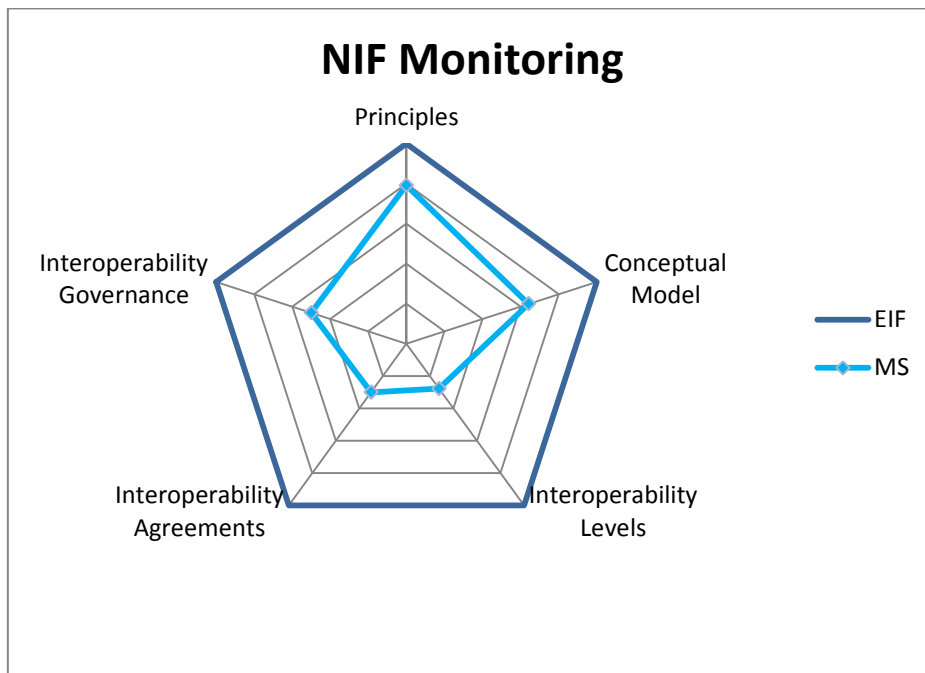 NIF Monitoring
Principles
Interoperability
Governance
Conceptual
Model
EIF
MS
Interoperability
Agreements
Interoperability
Levels